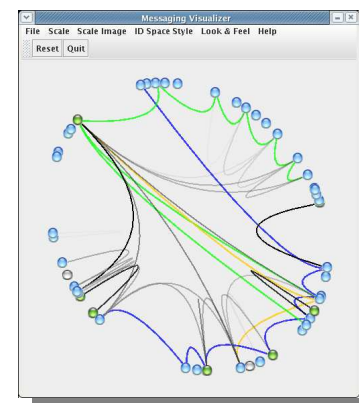 Messaging Visualizer
File Scale Scale Image ID Space Style Look & Feel Help
Reset Quit